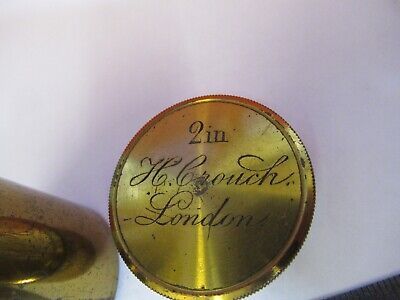 2in
H. Crouch.
London.